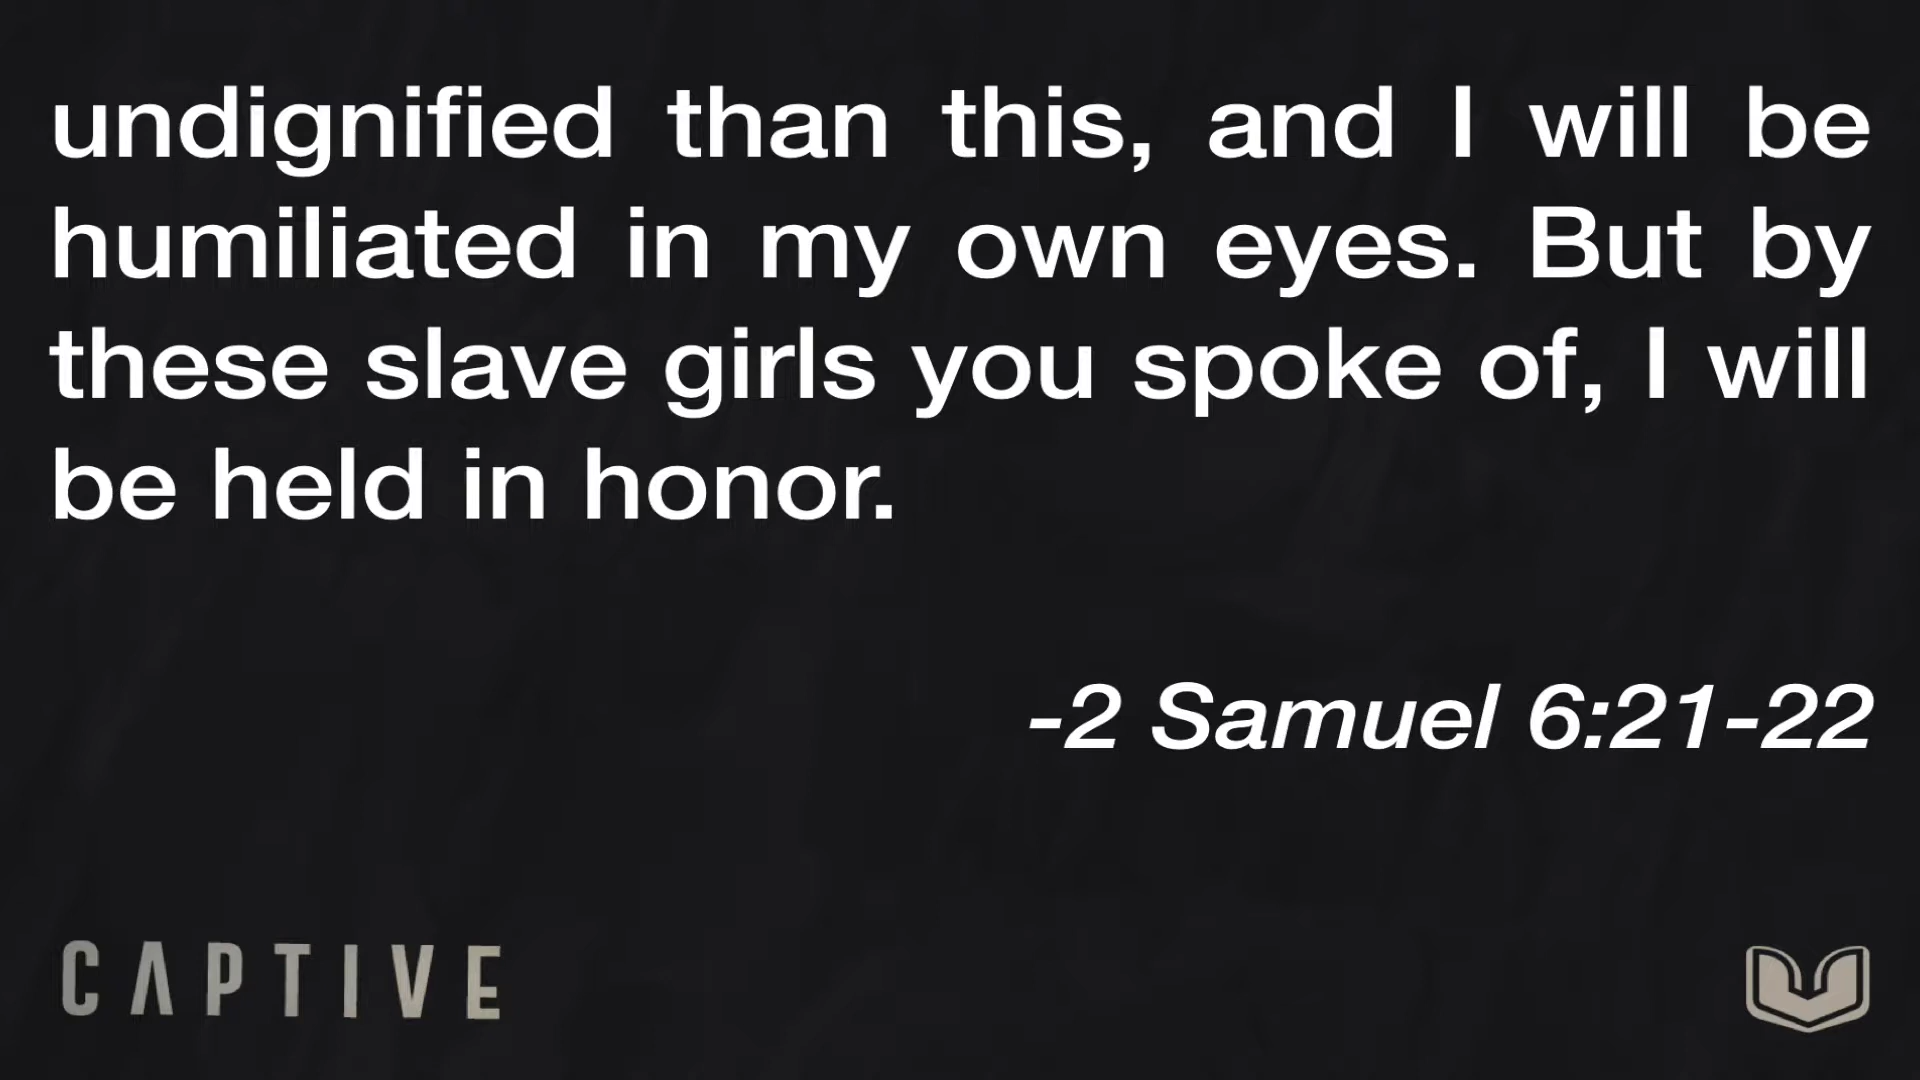 undignified than this, and I will be
humiliated in my own eyes. But by
these slave girls you spoke of, I will
be held in honor.
-2 Samuel 6:21-22
CAPTIVE